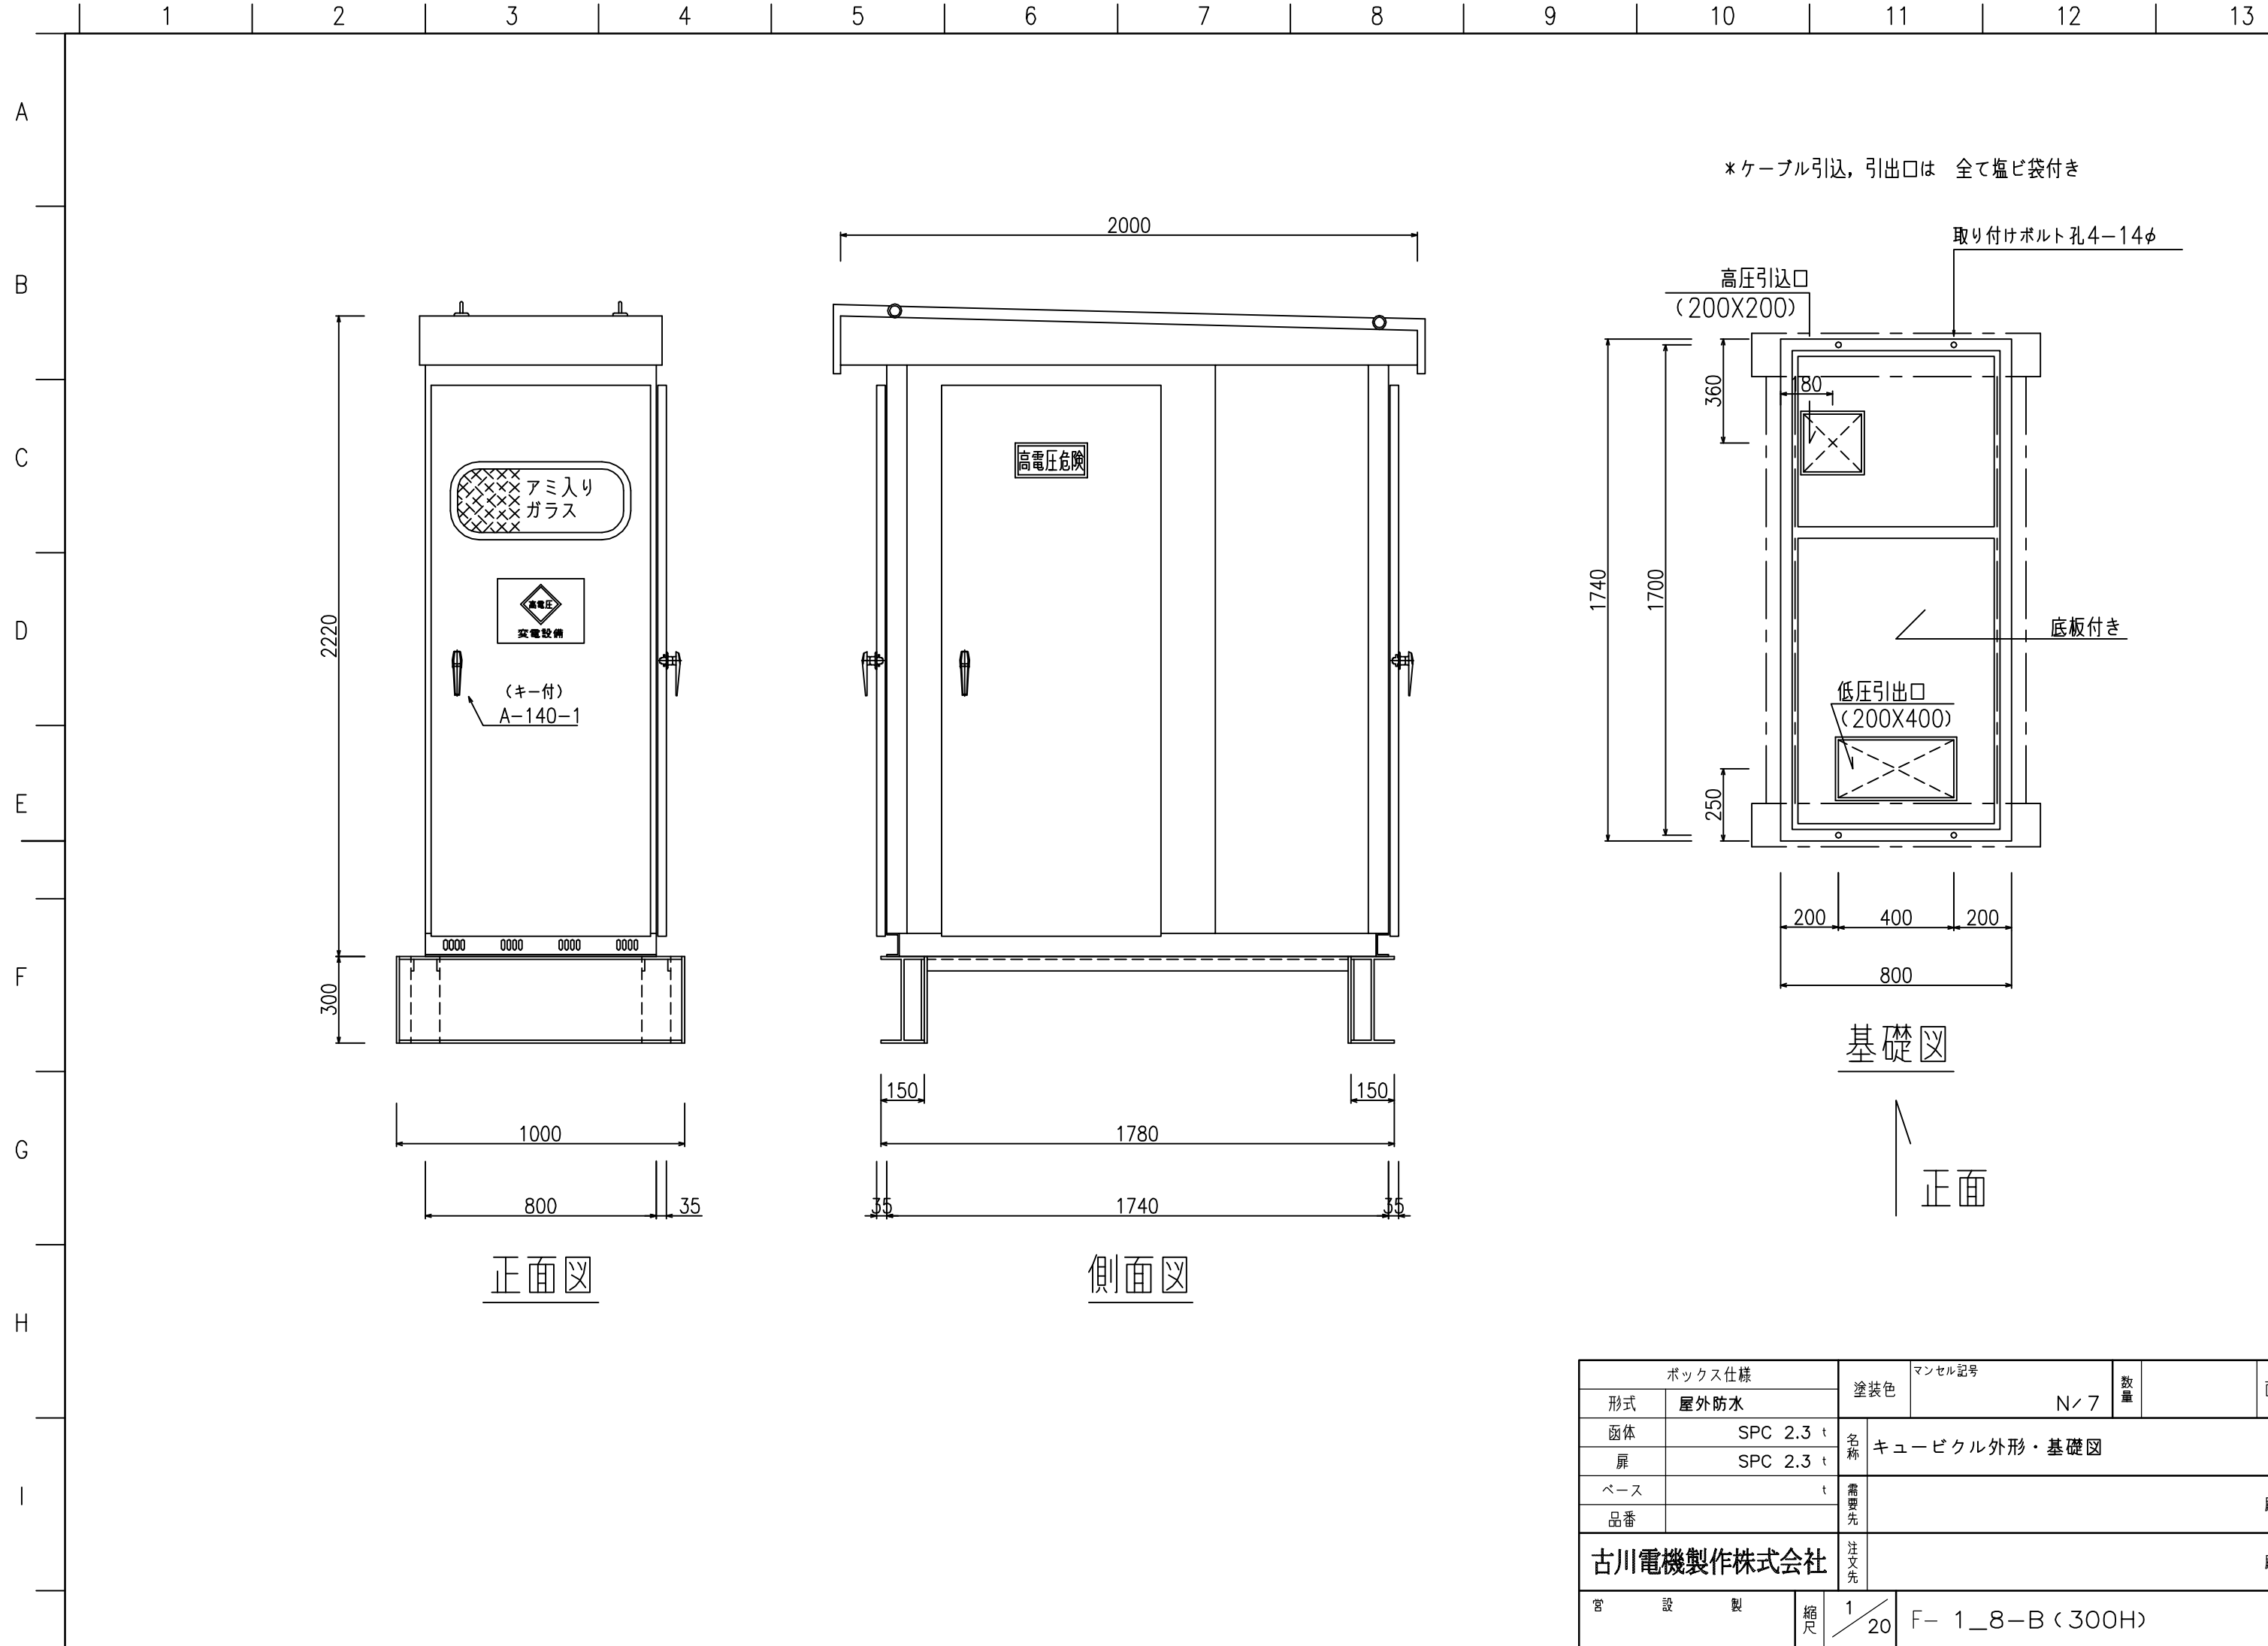 1 2 3 4 5 6 7 8 9 10 11 12 13
A
B
C
D
E
F
G
H
I
*ケーブル引込,引出口は 全て塩ビ袋付き
取り付けボルト孔4-14φ
高圧引込口
(200X200)
2000
2220
300
アミ入り
ガラス
高電圧
変電設備
(キー付)
A-140-1
高電圧危険
1000
800
35
正面図
150
150
1780
35
1740
35
側面図
1740
1700
360
180
250
底板付き
低圧引出口
(200X400)
200
400
200
800
基礎図
正面
ボックス仕様
形式 屋外防水
函体 SPC 2.3 t
扉 SPC 2.3 t
ベース t
品番
古川電機製作株式会社
営 設 製
塗装色 マンセル記号
N/7
数量
名称 キュービクル外形・基礎図
需要先
注文先
縮尺 1/20 F- 1_8-B(300H)